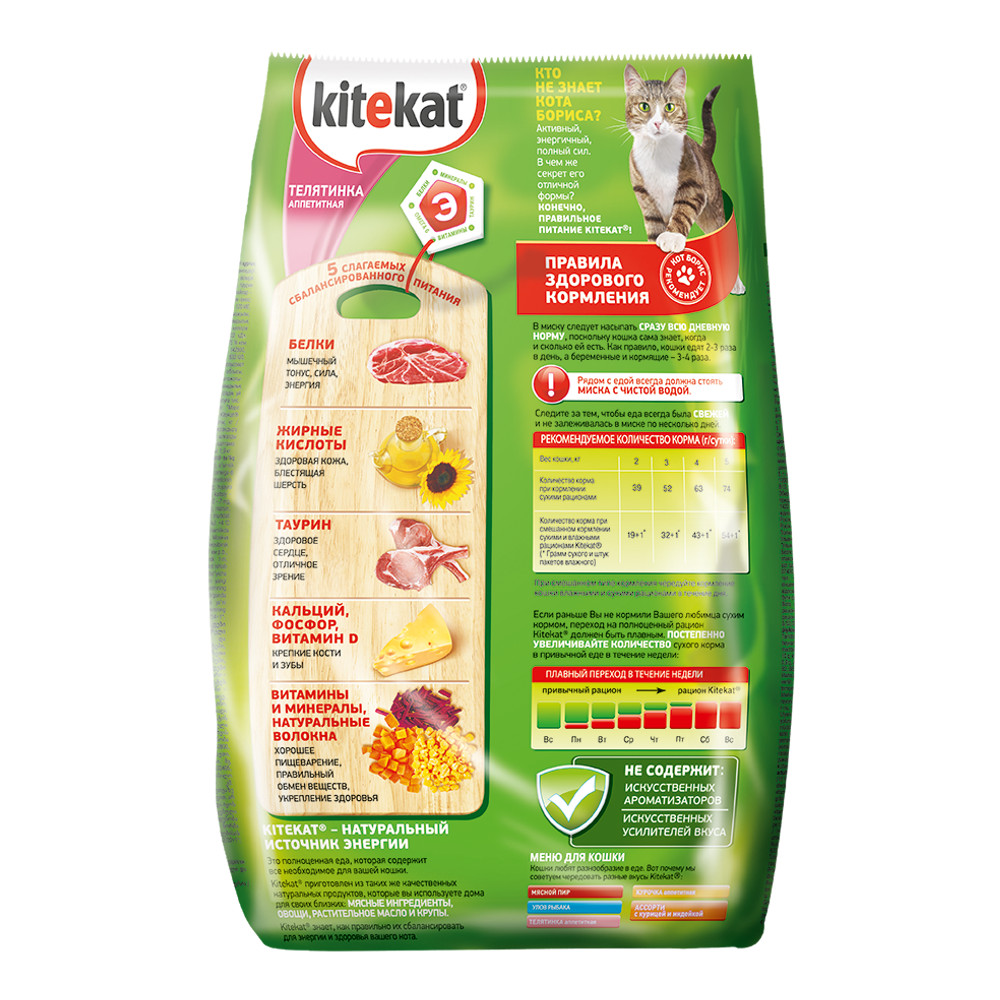 kitekat®
ТЕЛЯТИНКА
АППЕТИТНАЯ
БЕЛКИ
МИНЕРАЛЫ
ТАУРИН
ВИТАМИНЫ
ОМЕГА 6
Э
5 СЛАГАЕМЫХ
СБАЛАНСИРОВАННОГО ПИТАНИЯ
БЕЛКИ
МЫШЕЧНЫЙ
ТОНУС, СИЛА,
ЭНЕРГИЯ
ЖИРНЫЕ
КИСЛОТЫ
ЗДОРОВАЯ КОЖА,
БЛЕСТЯЩАЯ
ШЕРСТЬ
ТАУРИН
ЗДОРОВОЕ
СЕРДЦЕ,
ОТЛИЧНОЕ
ЗРЕНИЕ
КАЛЬЦИЙ,
ФОСФОР,
ВИТАМИН D
КРЕПКИЕ КОСТИ
И ЗУБЫ
ВИТАМИНЫ
И МИНЕРАЛЫ,
НАТУРАЛЬНЫЕ
ВОЛОКНА
ХОРОШЕЕ
ПИЩЕВАРЕНИЕ,
ПРАВИЛЬНЫЙ
ОБМЕН ВЕЩЕСТВ,
УКРЕПЛЕНИЕ ЗДОРОВЬЯ
KITEKAT® – НАТУРАЛЬНЫЙ
ИСТОЧНИК ЭНЕРГИИ
Это полноценная еда, которая содержит
все необходимое для вашей кошки.
Kitekat® приготовлен из таких же качественных
натуральных продуктов, которые вы используете дома
для своих близких: МЯСНЫЕ ИНГРЕДИЕНТЫ,
ОВОЩИ, РАСТИТЕЛЬНОЕ МАСЛО И КРУПЫ.
Kitekat® знает, как правильно их сбалансировать
для энергии и здоровья вашего кота.
КТО
НЕ ЗНАЕТ
КОТА
БОРИСА?
Активный,
энергичный,
полный сил.
В чем же
секрет его
отличной
формы?
КОНЕЧНО,
ПРАВИЛЬНОЕ
ПИТАНИЕ KITEKAT®!
ПРАВИЛА
ЗДОРОВОГО
КОРМЛЕНИЯ
КОТ БОРИС
РЕКОМЕНДУЕТ
В миску следует насыпать СРАЗУ ВСЮ ДНЕВНУЮ
НОРМУ, поскольку кошка сама знает, когда
и сколько ей есть. Как правило, кошки едят 2-3 раза
в день, а беременные и кормящие – 3-4 раза.
! Рядом с едой всегда должна стоять
МИСКА С ЧИСТОЙ ВОДОЙ.
Следите за тем, чтобы еда всегда была СВЕЖЕЙ
и не залеживалась в миске по несколько дней.
РЕКОМЕНДУЕМОЕ КОЛИЧЕСТВО КОРМА (г/сутки):
Вес кошки, кг 2 3 4 5
Количество корма
при кормлении
сухими рационами 39 52 63 74
Количество корма при
смешанном кормлении
сухими и влажными
рационами Kitekat® 19+1* 32+1* 43+1* 54+1*
(* Грамм сухого и штук
пакетов влажного)
Если раньше Вы не кормили Вашего любимца сухим
кормом, переход на полноценный рацион
Kitekat® должен быть плавным. ПОСТЕПЕННО
УВЕЛИЧИВАЙТЕ КОЛИЧЕСТВО сухого корма
в привычной еде в течение недели:
ПЛАВНЫЙ ПЕРЕХОД В ТЕЧЕНИЕ НЕДЕЛИ
привычный рацион → рацион Kitekat®
Вс Пн Вт Ср Чт Пт Сб Вс
НЕ СОДЕРЖИТ:
ИСКУССТВЕННЫХ
АРОМАТИЗАТОРОВ
ИСКУССТВЕННЫХ
УСИЛИТЕЛЕЙ ВКУСА
МЕНЮ ДЛЯ КОШКИ
Кошки любят разнообразие в еде. Вот почему мы
советуем чередовать разные вкусы Kitekat®:
МЯСНОЙ ПИР
УЛОВ РЫБАКА
ТЕЛЯТИНКА аппетитная
КУРОЧКА аппетитная
АССОРТИ
с курицей и индейкой